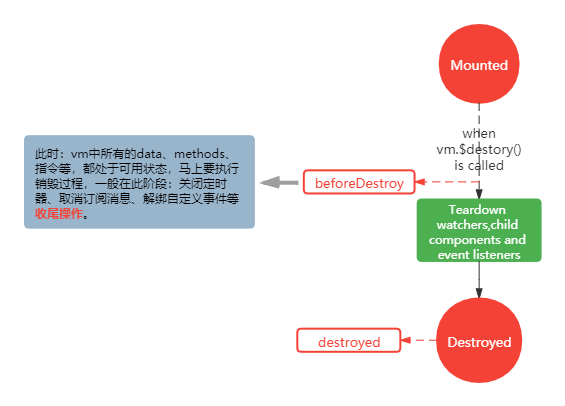 Mounted
when
vm.$destory()
is called
此时：vm中所有的data、methods、
指令等，都处于可用状态，马上要执行
销毁过程，一般在此阶段：关闭定时
器、取消订阅消息、解绑自定义事件等
收尾操作。
beforeDestroy
Teardown
watchers,child
components and
event listeners
destroyed
Destroyed